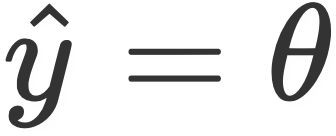 ŷ = θ